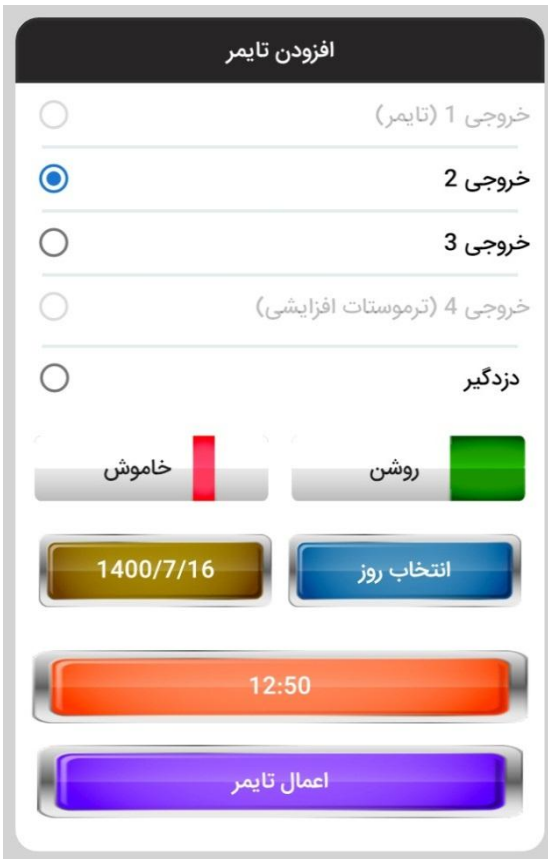 افزودن تایمر
خروجی 1 (تایمر)
خروجی 2
خروجی 3
خروجی 4 (ترموستات افزایشی)
دزدگیر
روشن خاموش
انتخاب روز 1400/7/16
12:50
اعمال تایمر